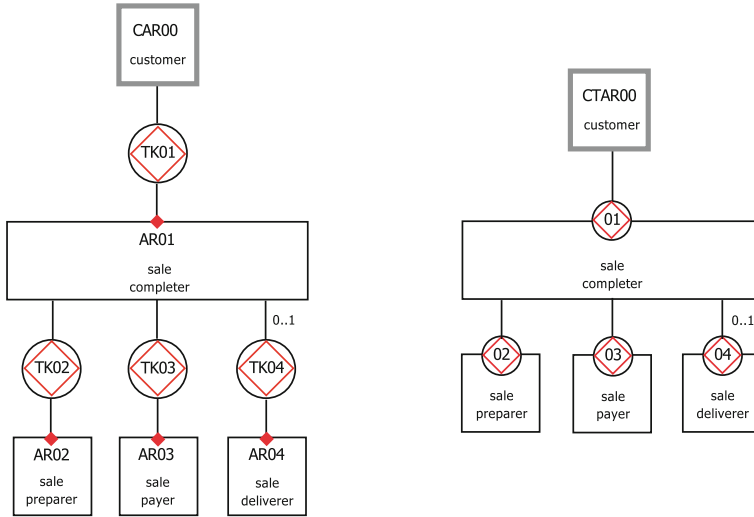 CAR00
customer
TK01
AR01
sale
completer
0..1
TK02
TK03
TK04
AR02
sale
preparer
AR03
sale
payer
AR04
sale
deliverer
CTAR00
customer
01
sale
completer
0..1
02
sale
preparer
03
sale
payer
04
sale
deliverer